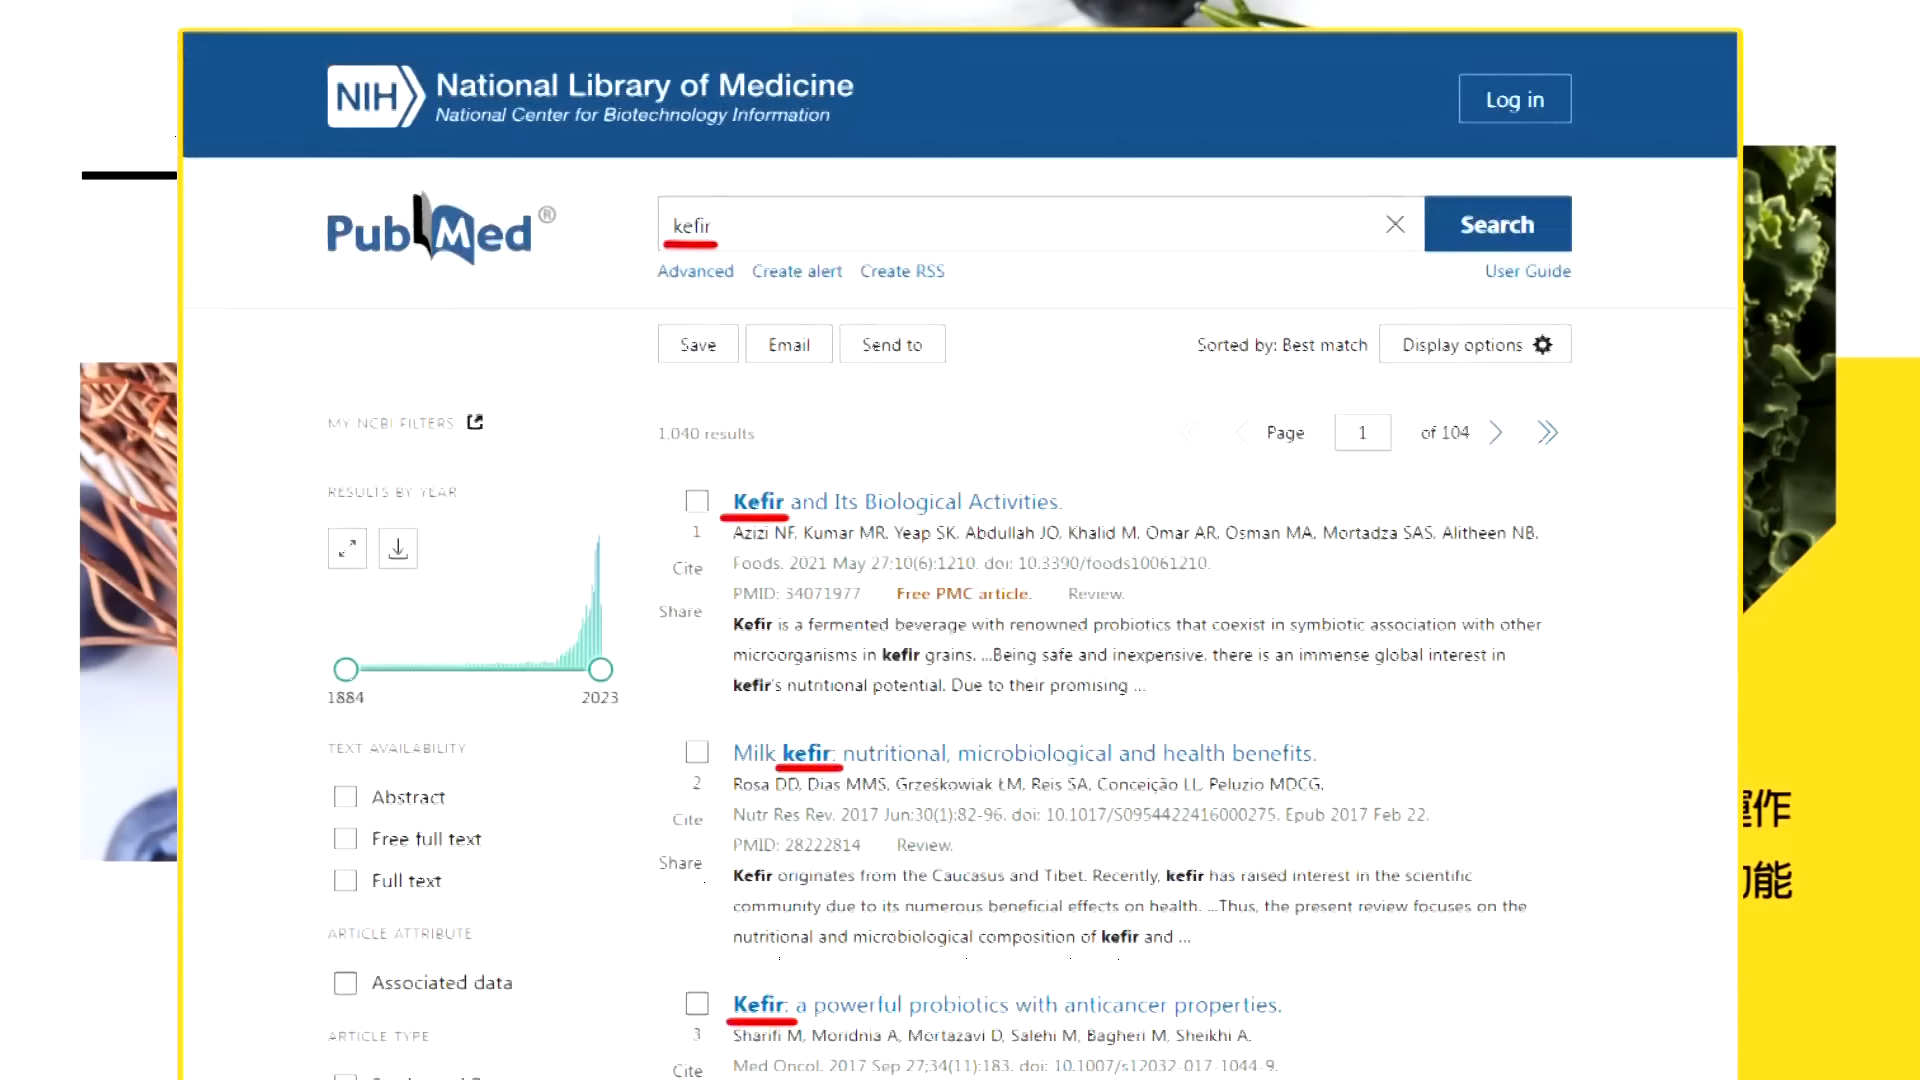 NIH National Library of Medicine
National Center for Biotechnology Information
Log in
PubMed®
kefir
Search
Advanced Create alert Create RSS
User Guide
Save Email Send to
Sorted by: Best match
Display options
MY NCBI FILTERS
1,040 results
Page 1 of 104
RESULTS BY YEAR
1884 2023
TEXT AVAILABILITY
Abstract
Free full text
Full text
ARTICLE ATTRIBUTE
Associated data
ARTICLE TYPE
Kefir and Its Biological Activities.
1
Azizi NF, Kumar MR, Yeap SK, Abdullah JO, Khalid M, Omar AR, Osman MA, Mortadza SAS, Alitheen NB.
Cite
Foods. 2021 May 27;10(6):1210. doi: 10.3390/foods10061210.
PMID: 34071977 Free PMC article. Review.
Share
Kefir is a fermented beverage with renowned probiotics that coexist in symbiotic association with other
microorganisms in kefir grains. ...Being safe and inexpensive, there is an immense global interest in
kefir's nutritional potential. Due to their promising ...
Milk kefir: nutritional, microbiological and health benefits.
2
Rosa DD, Dias MMS, Grześkowiak ŁM, Reis SA, Conceição LL, Peluzio MDCG.
Cite
Nutr Res Rev. 2017 Jun;30(1):82-96. doi: 10.1017/S0954422416000275. Epub 2017 Feb 22.
PMID: 28222814 Review.
Share
Kefir originates from the Caucasus and Tibet. Recently, kefir has raised interest in the scientific
community due to its numerous beneficial effects on health. ...Thus, the present review focuses on the
nutritional and microbiological composition of kefir and ...
Kefir: a powerful probiotics with anticancer properties.
3
Sharifi M, Moridnia A, Mortazavi D, Salehi M, Bagheri M, Sheikhi A.
Cite
Med Oncol. 2017 Sep 27;34(11):183. doi: 10.1007/s12032-017-1044-9.
作
能